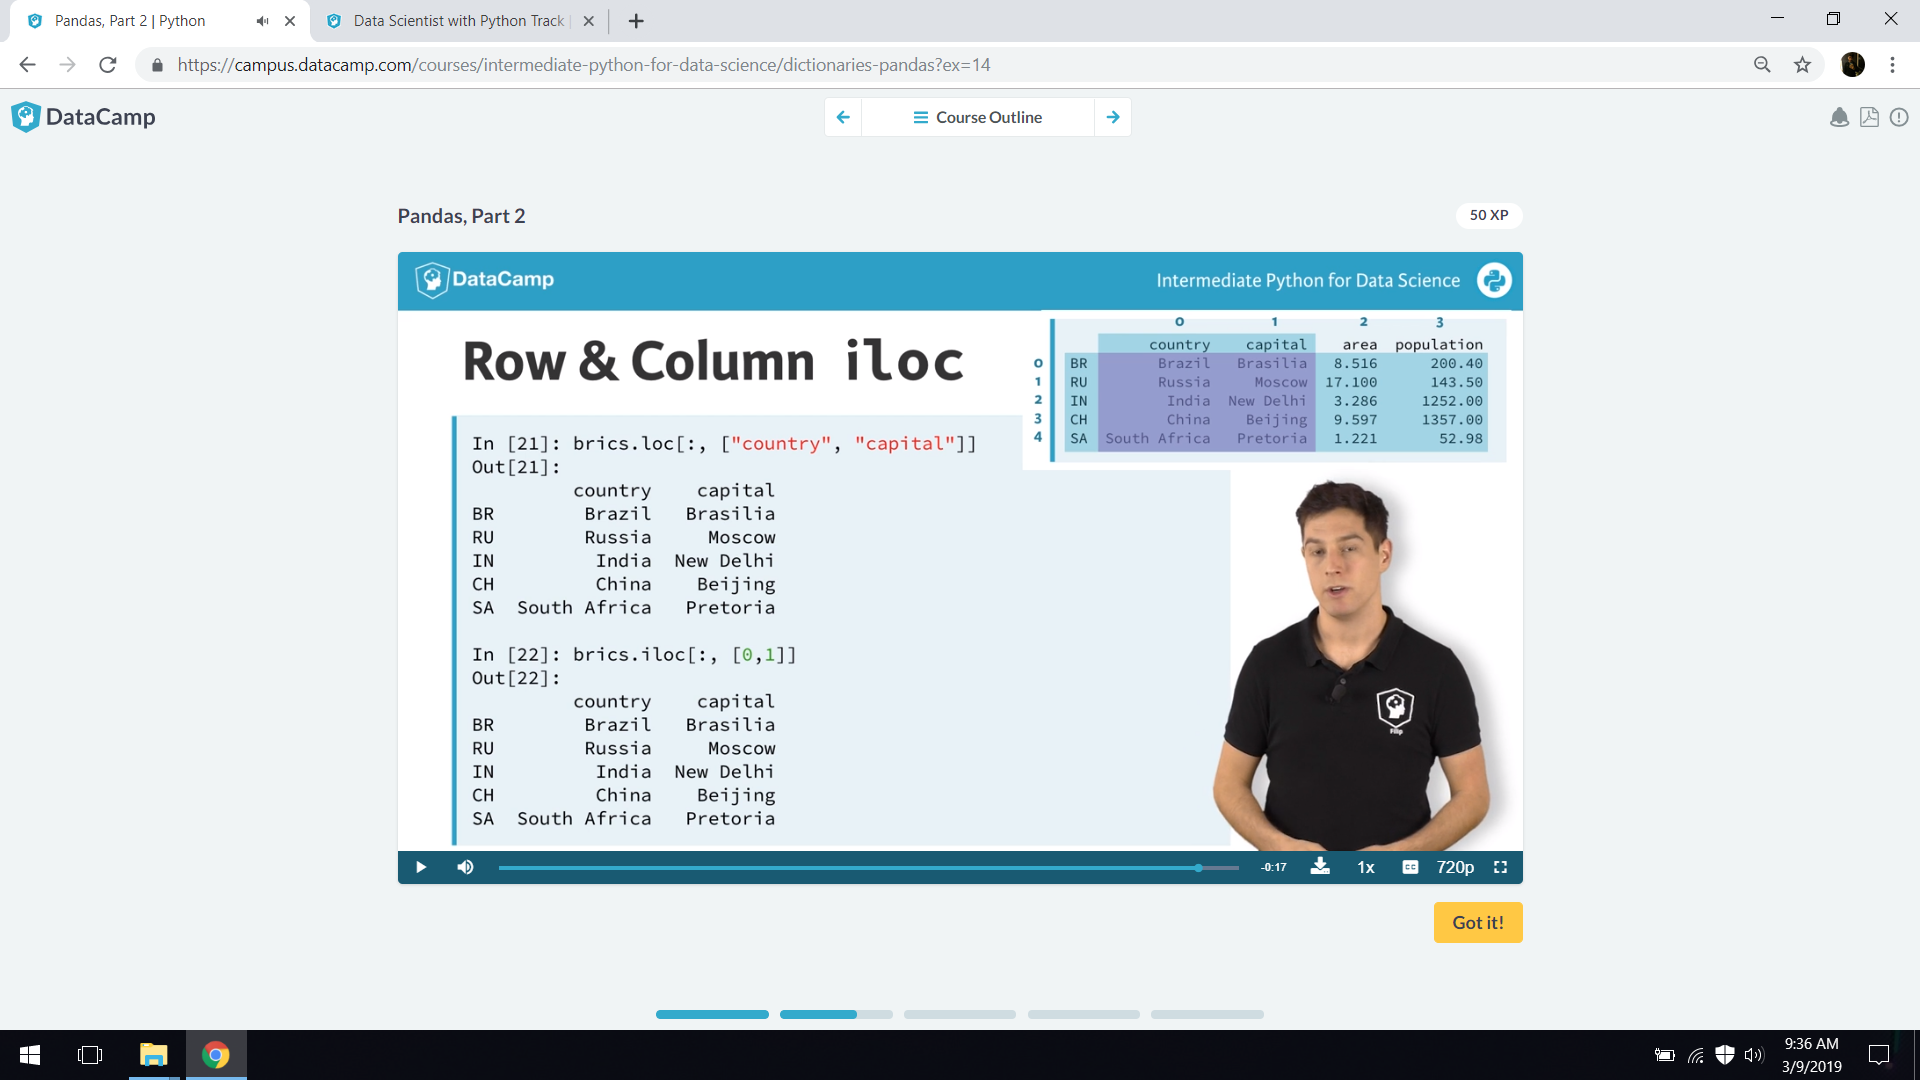 Pandas, Part 2 | Python
Data Scientist with Python Track
https://campus.datacamp.com/courses/intermediate-python-for-data-science/dictionaries-pandas?ex=14
DataCamp
Course Outline
Pandas, Part 2
50 XP
DataCamp
Intermediate Python for Data Science
Row & Column iloc
0 1 2 3
country capital area population
0 BR Brazil Brasilia 8.516 200.40
1 RU Russia Moscow 17.100 143.50
2 IN India New Delhi 3.286 1252.00
3 CH China Beijing 9.597 1357.00
4 SA South Africa Pretoria 1.221 52.98
In [21]: brics.loc[:, ["country", "capital"]]
Out[21]:
country capital
BR Brazil Brasilia
RU Russia Moscow
IN India New Delhi
CH China Beijing
SA South Africa Pretoria
In [22]: brics.iloc[:, [0,1]]
Out[22]:
country capital
BR Brazil Brasilia
RU Russia Moscow
IN India New Delhi
CH China Beijing
SA South Africa Pretoria
Filip
-0:17
1x
CC
720p
Got it!
9:36 AM
3/9/2019